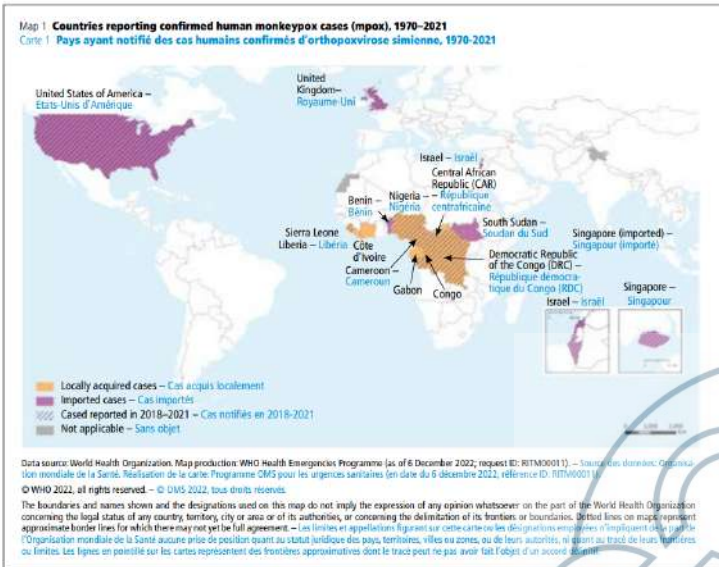 Map 1 Countries reporting confirmed human monkeypox cases (mpox), 1970–2021
Carte 1 Pays ayant notifié des cas humains confirmés d'orthopoxvirose simienne, 1970-2021
United States of America –
Etats-Unis d'Amérique
United
Kingdom–
Royaume-Uni
Israel – Israël
Central African
Republic (CAR)
– République
centrafricaine
Benin –
Bénin
Nigeria –
Nigéria
South Sudan –
Soudan du Sud
Sierra Leone
Liberia – Libéria
Côte
d'Ivoire
Cameroon –
Cameroun
Gabon
Congo
Democratic Republic
of the Congo (DRC) –
République démocra-
tique du Congo (RDC)
Singapore (imported) –
Singapour (importé)
Israel – Israël
Singapore –
Singapour
Locally acquired cases – Cas acquis localement
Imported cases – Cas importés
Cased reported in 2018–2021 – Cas notifiés en 2018-2021
Not applicable – Sans objet
Data source: World Health Organization. Map production: WHO Health Emergencies Programme (as of 6 December 2022; request ID: RITM00011). – Source des données: Organisa-
tion mondiale de la Santé. Réalisation de la carte: Programme OMS pour les urgences sanitaires (en date du 6 décembre 2022, référence ID: RITM00011).
© WHO 2022, all rights reserved. – © OMS 2022, tous droits réservés.
The boundaries and names shown and the designations used on this map do not imply the expression of any opinion whatsoever on the part of the World Health Organization
concerning the legal status of any country, territory, city or area or of its authorities, or concerning the delimitation of its frontiers or boundaries. Dotted lines on maps represent
approximate border lines for which there may not yet be full agreement. – Les limites et appellations figurant sur cette carte ou les désignations employées n'impliquent de la part de
l'Organisation mondiale de la Santé aucune prise de position quant au statut juridique des pays, territoires, villes ou zones, ou de leurs autorités, ni quant au tracé de leurs frontières
ou limites. Les lignes en pointillé sur les cartes représentent des frontières approximatives dont le tracé peut ne pas avoir fait l'objet d'un accord définitif.